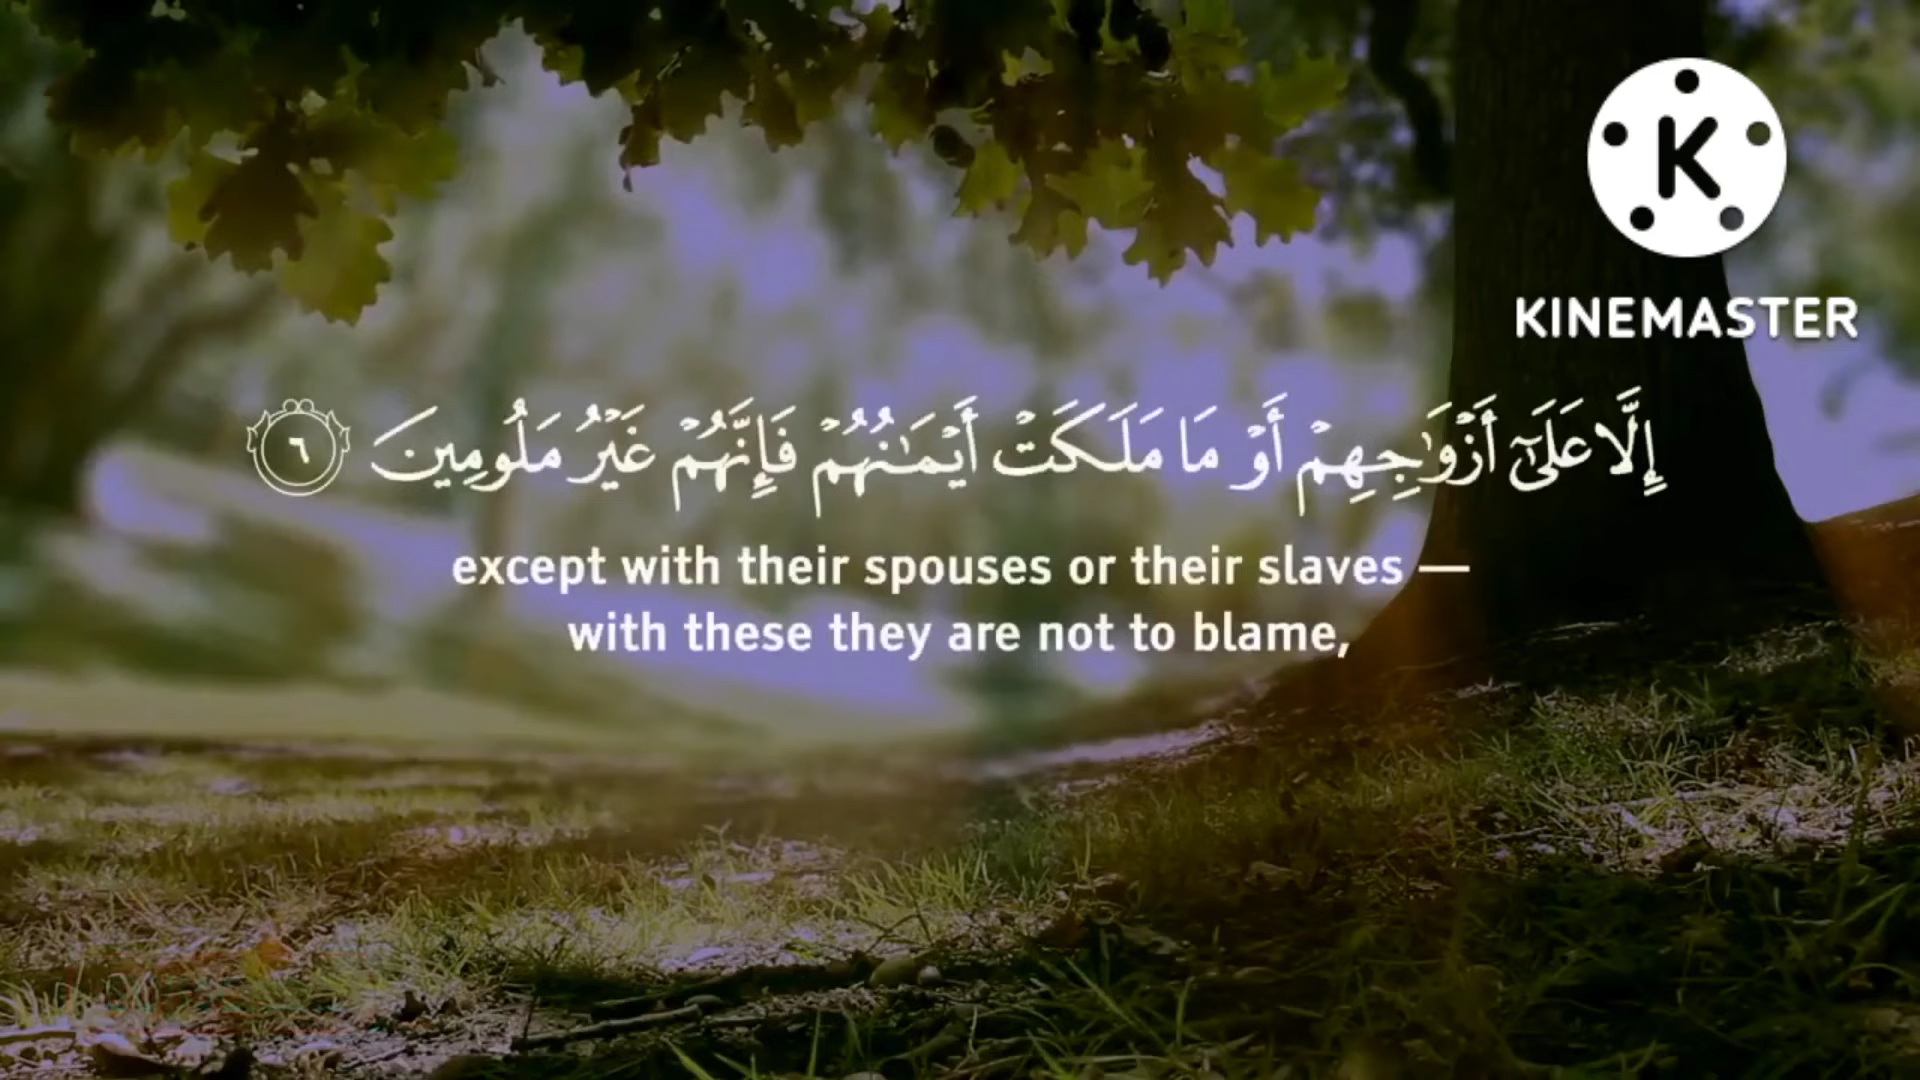 K
KINEMASTER
إِلَّا عَلَىٰٓ أَزْوَٰجِهِمْ أَوْ مَا مَلَكَتْ أَيْمَـٰنُهُمْ فَإِنَّهُمْ غَيْرُ مَلُومِينَ ٦
except with their spouses or their slaves —
with these they are not to blame,